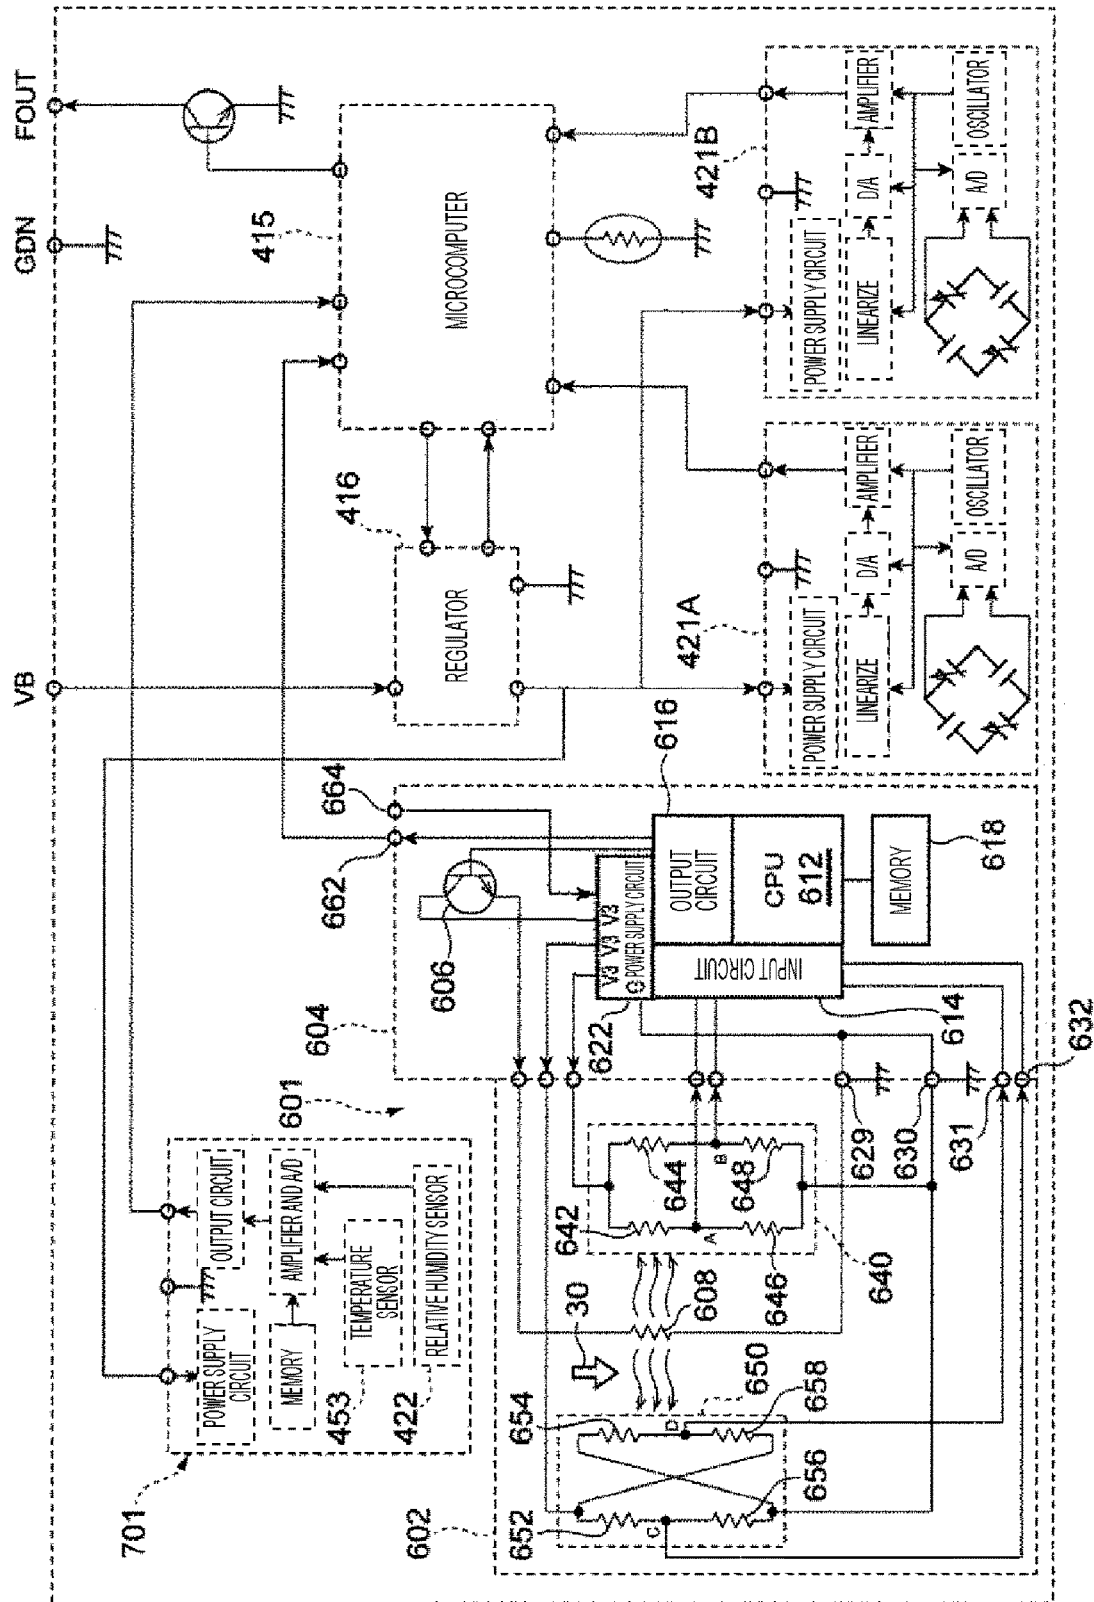 VB
GDN
FOUT
701
POWER SUPPLY
CIRCUIT
OUTPUT CIRCUIT
MEMORY
AMPLIFIER AND A/D
TEMPERATURE
SENSOR
453
RELATIVE HUMIDITY SENSOR
422
601
REGULATOR
416
MICROCOMPUTER
415
602
652
654
C
D
656
658
650
30
608
642
644
A
B
646
648
640
604
606
662
664
V3
V3
V3
POWER SUPPLY CIRCUIT
622
OUTPUT
CIRCUIT
616
CPU
612
INPUT CIRCUIT
614
MEMORY
618
629
630
631
632
421A
POWER SUPPLY CIRCUIT
LINEARIZE
D/A
AMPLIFIER
A/D
OSCILLATOR
421B
POWER SUPPLY CIRCUIT
LINEARIZE
D/A
AMPLIFIER
A/D
OSCILLATOR